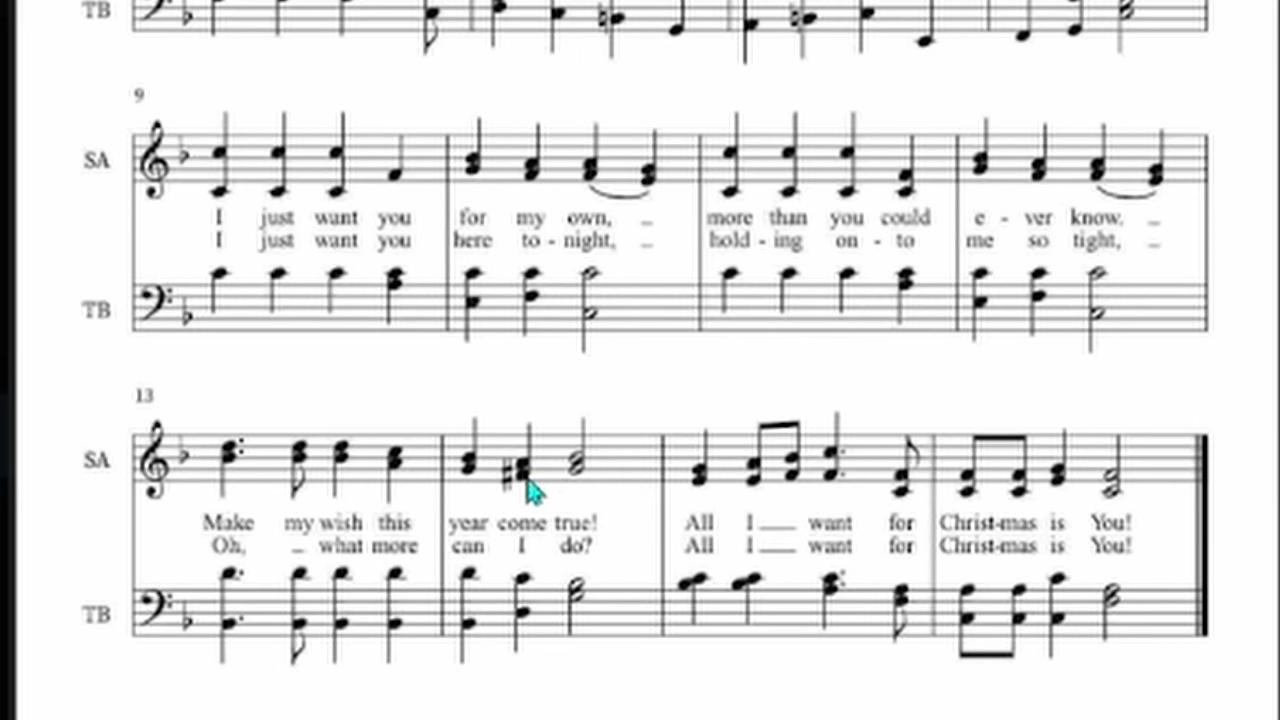 TB
9
SA
I just want you for my own, _ more than you could e - ver know. _
I just want you here to - night, _ hold - ing on - to me so tight, _
TB
13
SA
Make my wish this year come true! All I ___ want for Christ-mas is You!
Oh, _ what more can I do? All I ___ want for Christ-mas is You!
TB